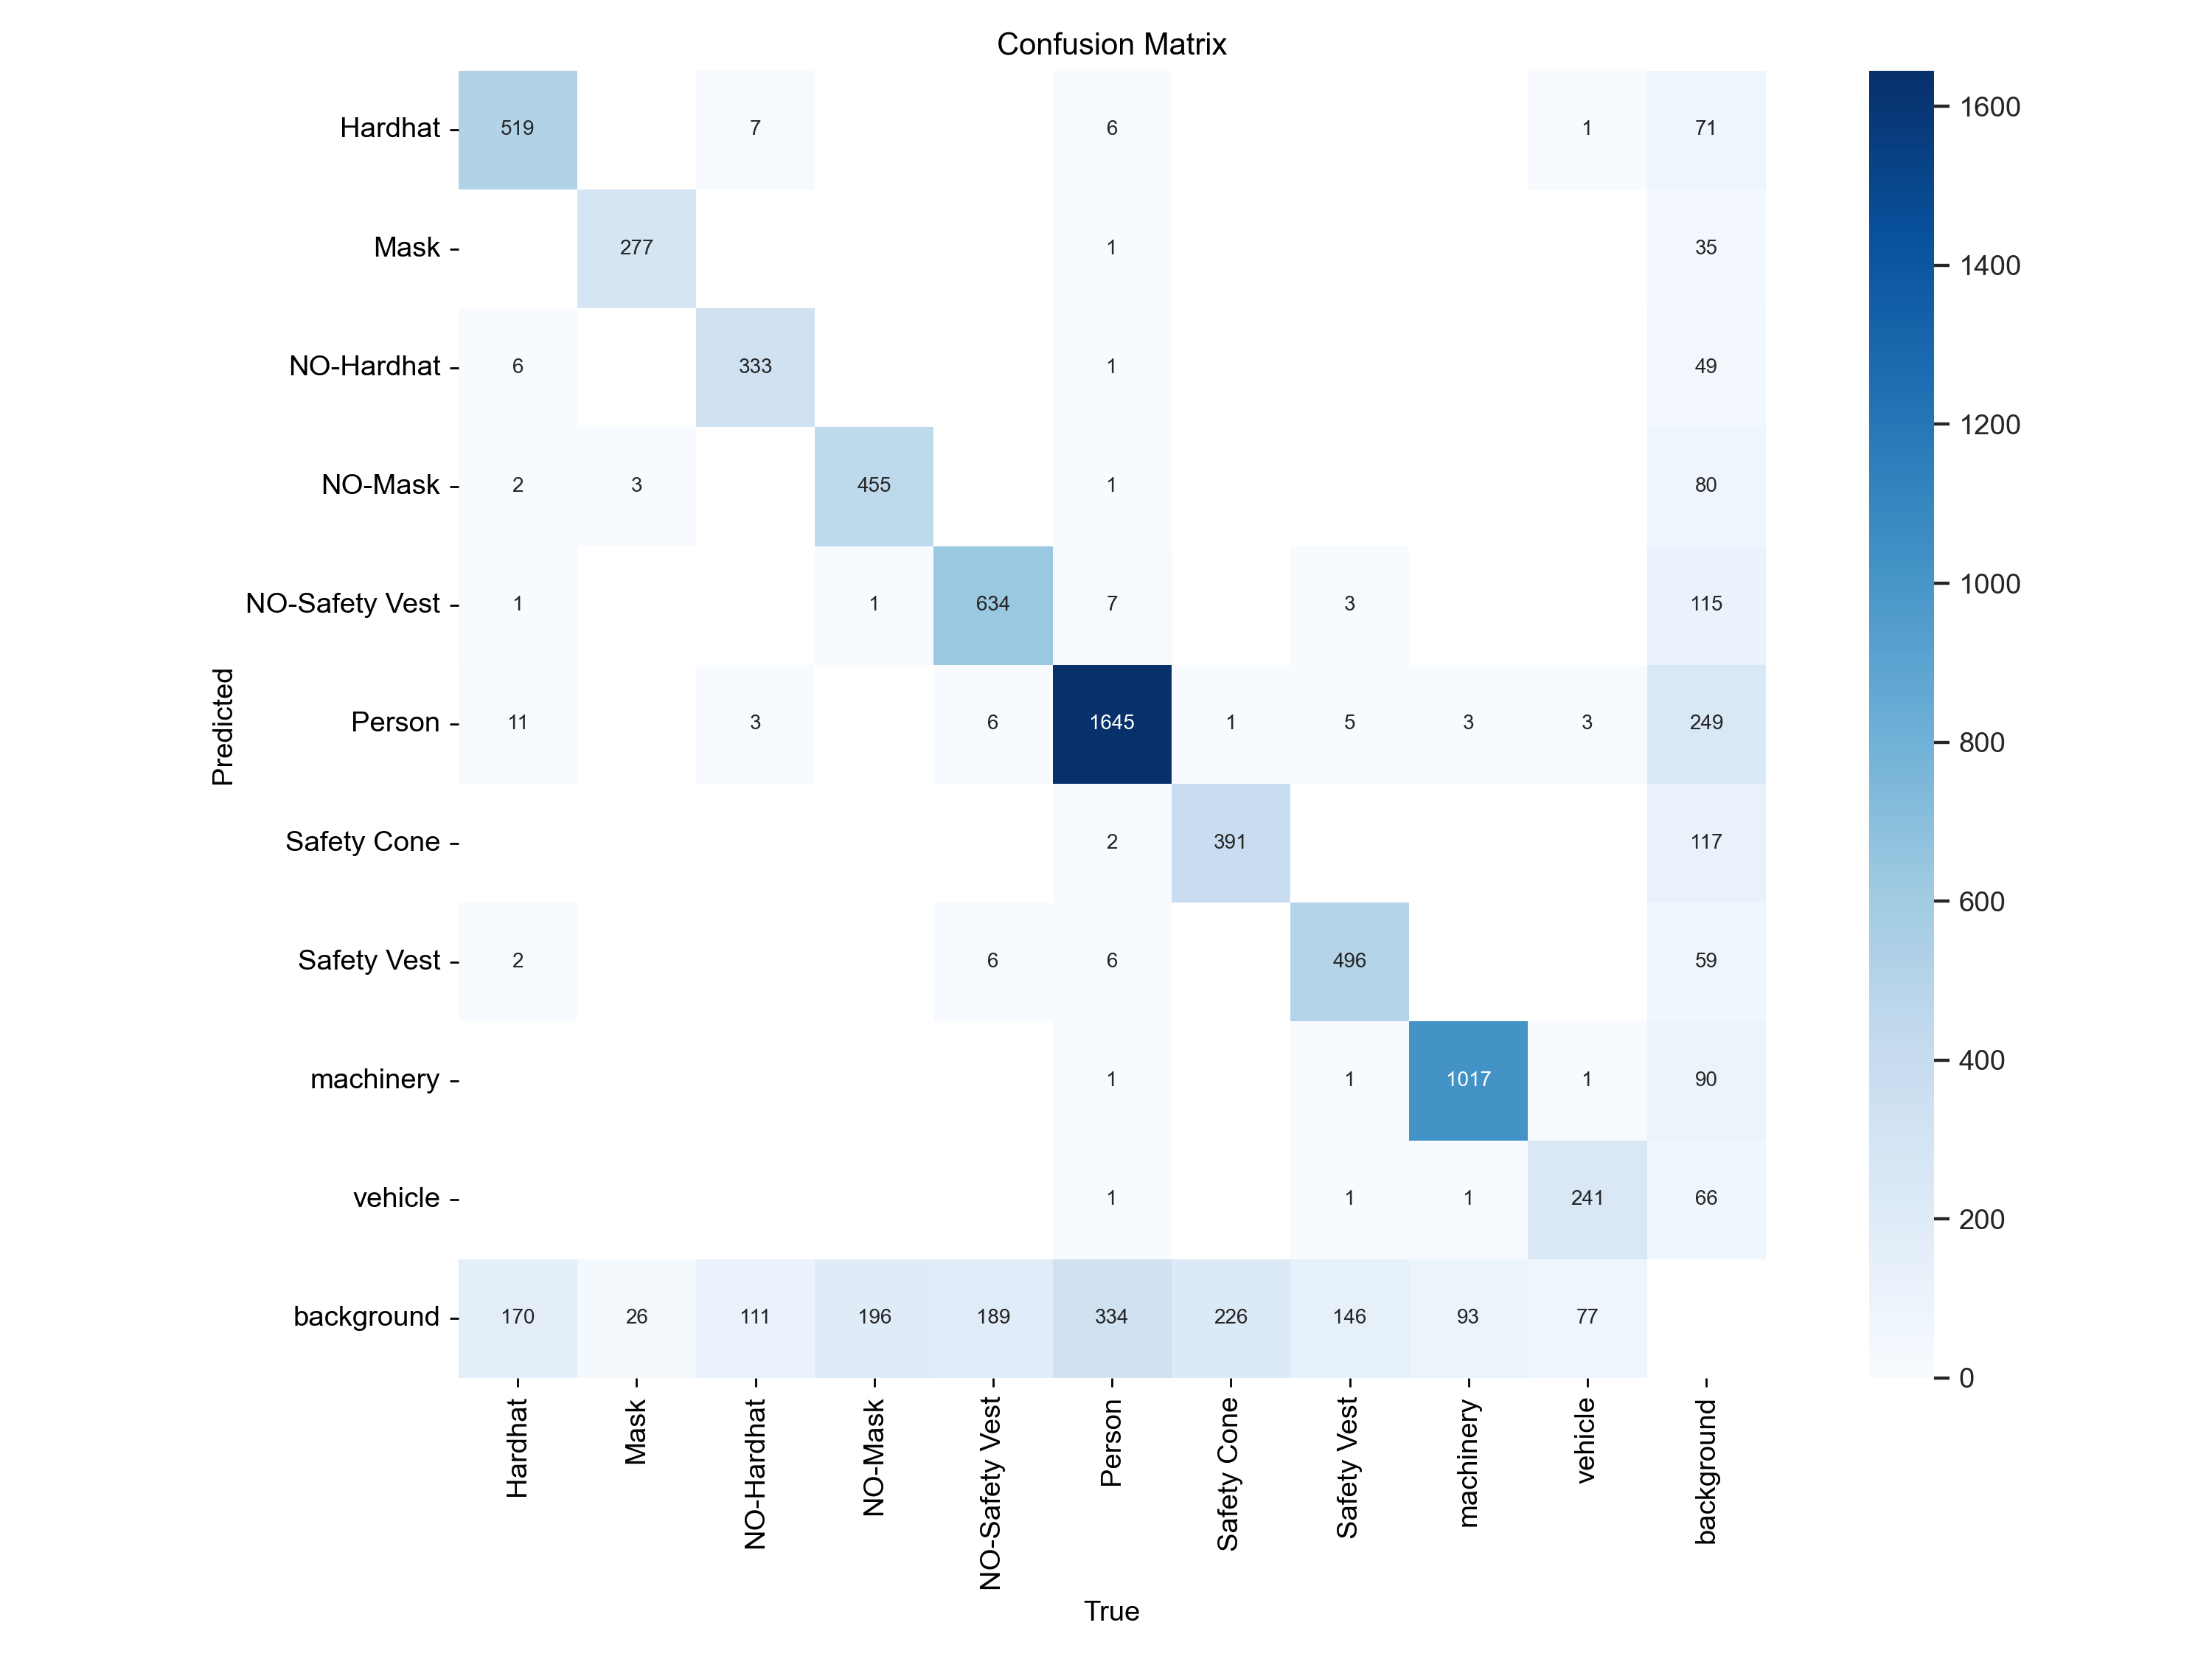 Confusion Matrix
Hardhat 519 7 6 1 71
Mask 277 1 35
NO-Hardhat 6 333 1 49
NO-Mask 2 3 455 1 80
NO-Safety Vest 1 1 634 7 3 115
Person 11 3 6 1645 1 5 3 3 249
Safety Cone 2 391 117
Safety Vest 2 6 6 496 59
machinery 1 1 1017 1 90
vehicle 1 1 1 241 66
background 170 26 111 196 189 334 226 146 93 77
Predicted
Hardhat
Mask
NO-Hardhat
NO-Mask
NO-Safety Vest
Person
Safety Cone
Safety Vest
machinery
vehicle
background
True
1600
1400
1200
1000
800
600
400
200
0